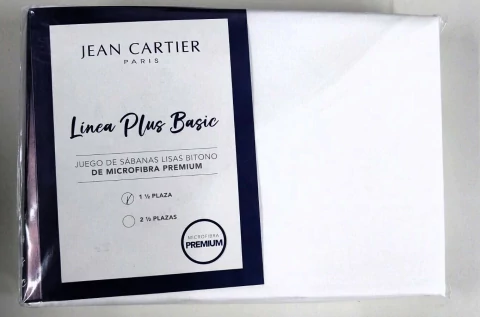 JEAN CARTIER
PARIS
Linea Plus Basic
JUEGO DE SÁBANAS LISAS BITONO
DE MICROFIBRA PREMIUM
1 ½ PLAZA
2 ½ PLAZAS
MICROFIBRA
PREMIUM